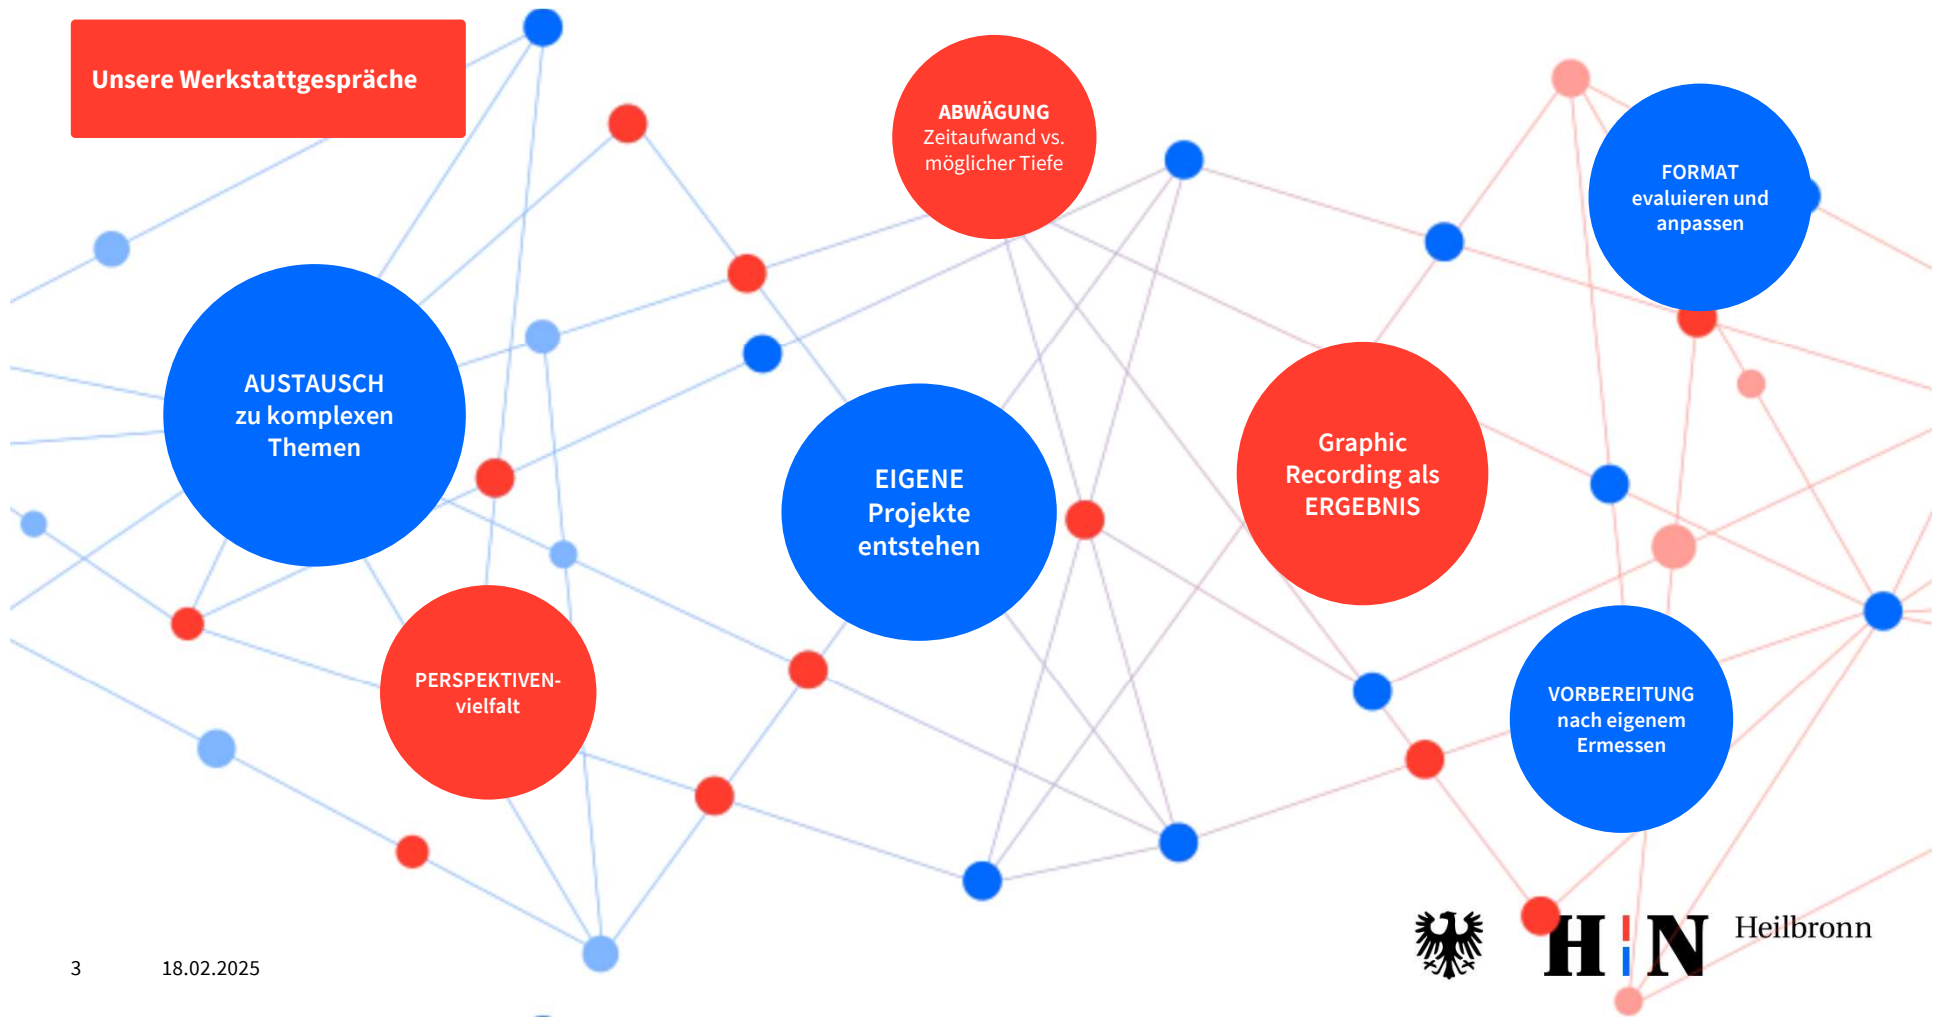 Unsere Werkstattgespräche
ABWÄGUNG
Zeitaufwand vs.
möglicher Tiefe
FORMAT
evaluieren und
anpassen
AUSTAUSCH
zu komplexen
Themen
EIGENE
Projekte
entstehen
Graphic
Recording als
ERGEBNIS
PERSPEKTIVEN-
vielfalt
VORBEREITUNG
nach eigenem
Ermessen
3
18.02.2025
H N
Heilbronn